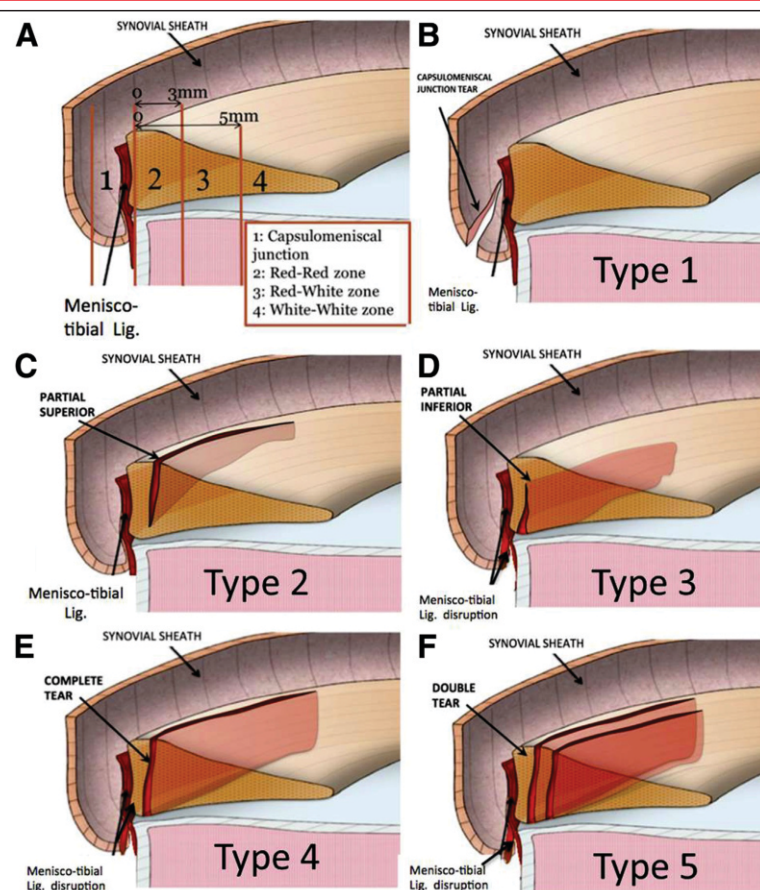 A
SYNOVIAL SHEATH
0 3mm
0 5mm
1 2 3 4
1: Capsulomeniscal
junction
2: Red-Red zone
3: Red-White zone
4: White-White zone
Menisco-
tibial Lig.
B
SYNOVIAL SHEATH
CAPSULOMENISCAL
JUNCTION TEAR
Menisco-
tibial Lig.
Type 1
C
SYNOVIAL SHEATH
PARTIAL
SUPERIOR
Menisco-tibial
Lig.
Type 2
D
SYNOVIAL SHEATH
PARTIAL
INFERIOR
Menisco-tibial
Lig. disruption
Type 3
E
SYNOVIAL SHEATH
COMPLETE
TEAR
Menisco-tibial
Lig. disruption
Type 4
F
SYNOVIAL SHEATH
DOUBLE
TEAR
Menisco-tibial
Lig. disruption
Type 5